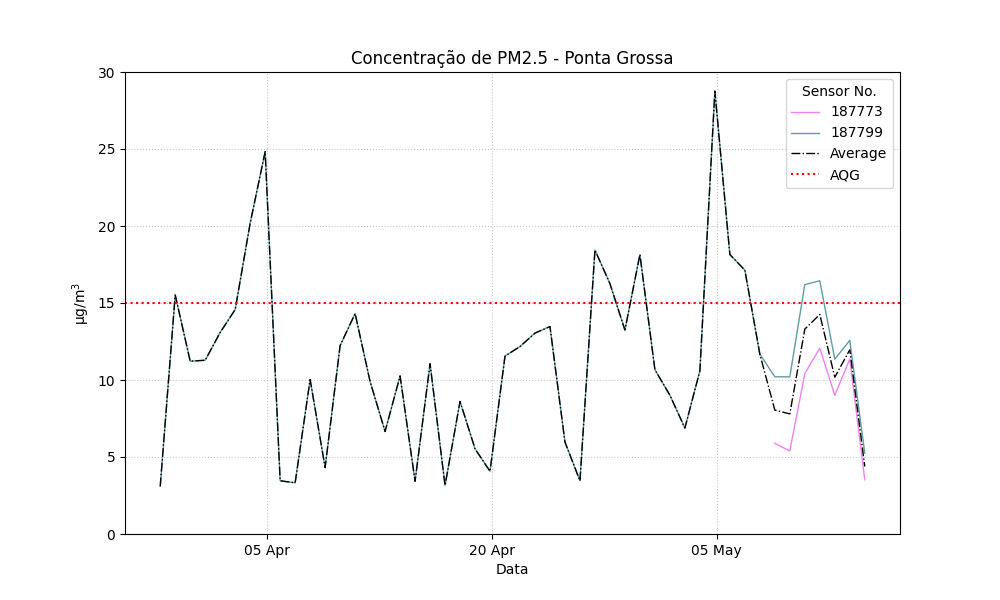 Concentração de PM2.5 - Ponta Grossa
30
25
20
15
10
5
0
μg/m³
05 Apr
20 Apr
05 May
Data
Sensor No.
187773
187799
Average
AQG